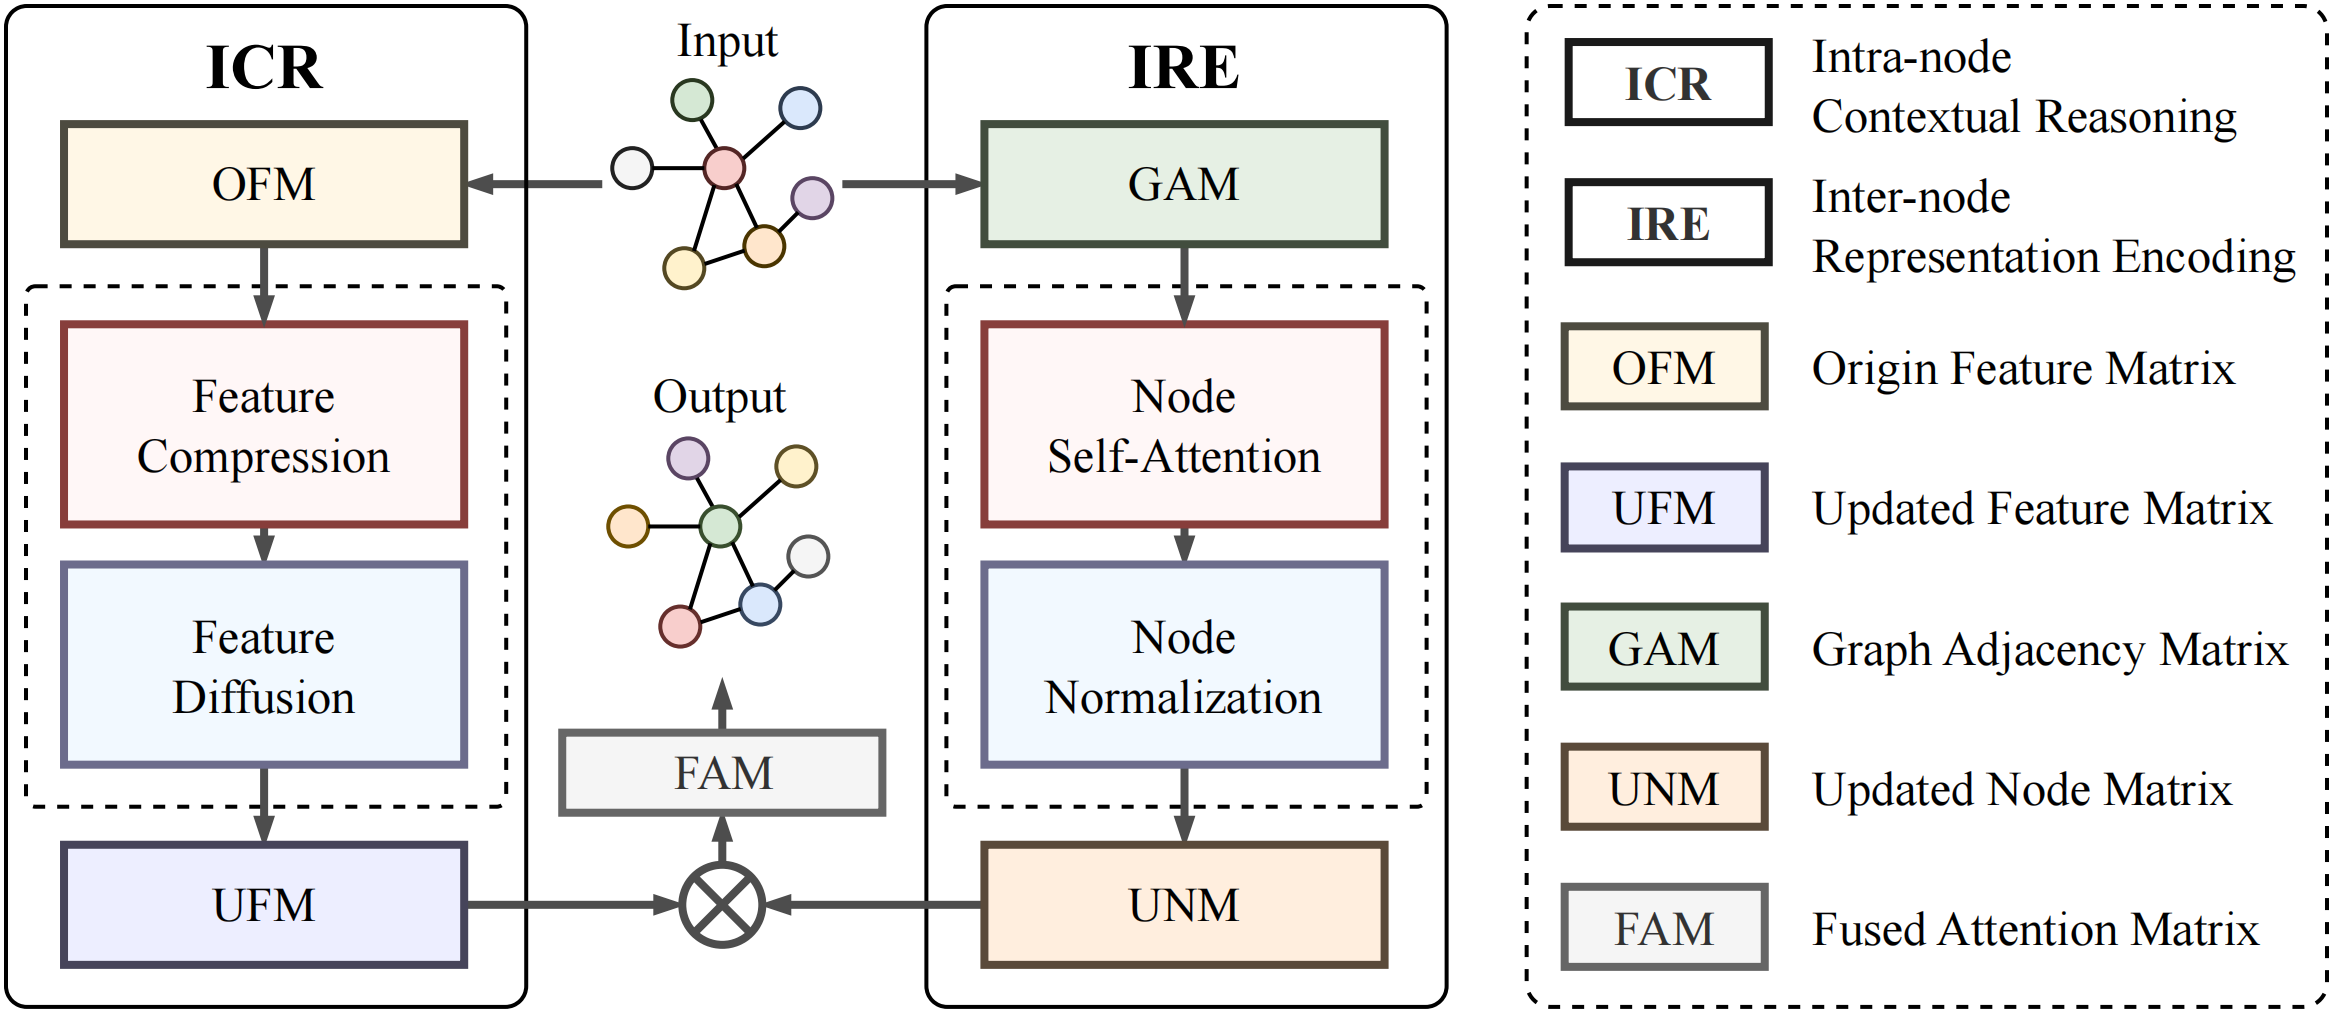 ICR
OFM
Feature
Compression
Feature
Diffusion
UFM
Input
Output
FAM
IRE
GAM
Node
Self-Attention
Node
Normalization
UNM
ICR
Intra-node
Contextual Reasoning
IRE
Inter-node
Representation Encoding
OFM
Origin Feature Matrix
UFM
Updated Feature Matrix
GAM
Graph Adjacency Matrix
UNM
Updated Node Matrix
FAM
Fused Attention Matrix